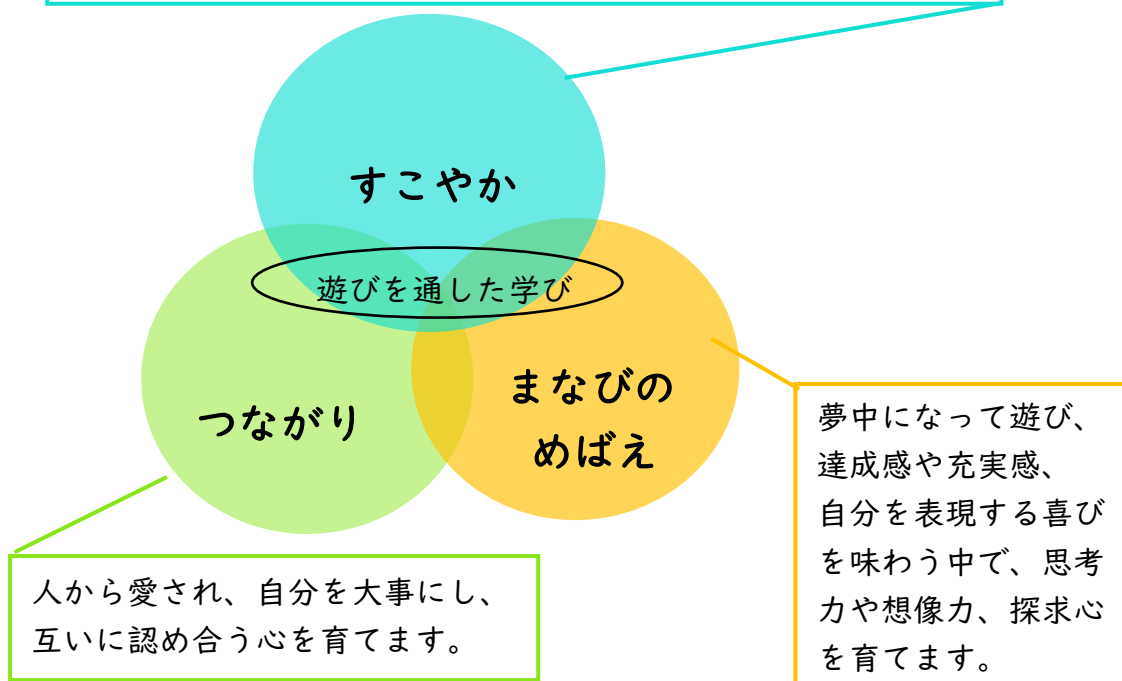 すこやか
遊びを通した学び
つながり
まなびの
めばえ
人から愛され、自分を大事にし、
互いに認め合う心を育てます。
夢中になって遊び、
達成感や充実感、
自分を表現する喜び
を味わう中で、思考
力や想像力、探求心
を育てます。